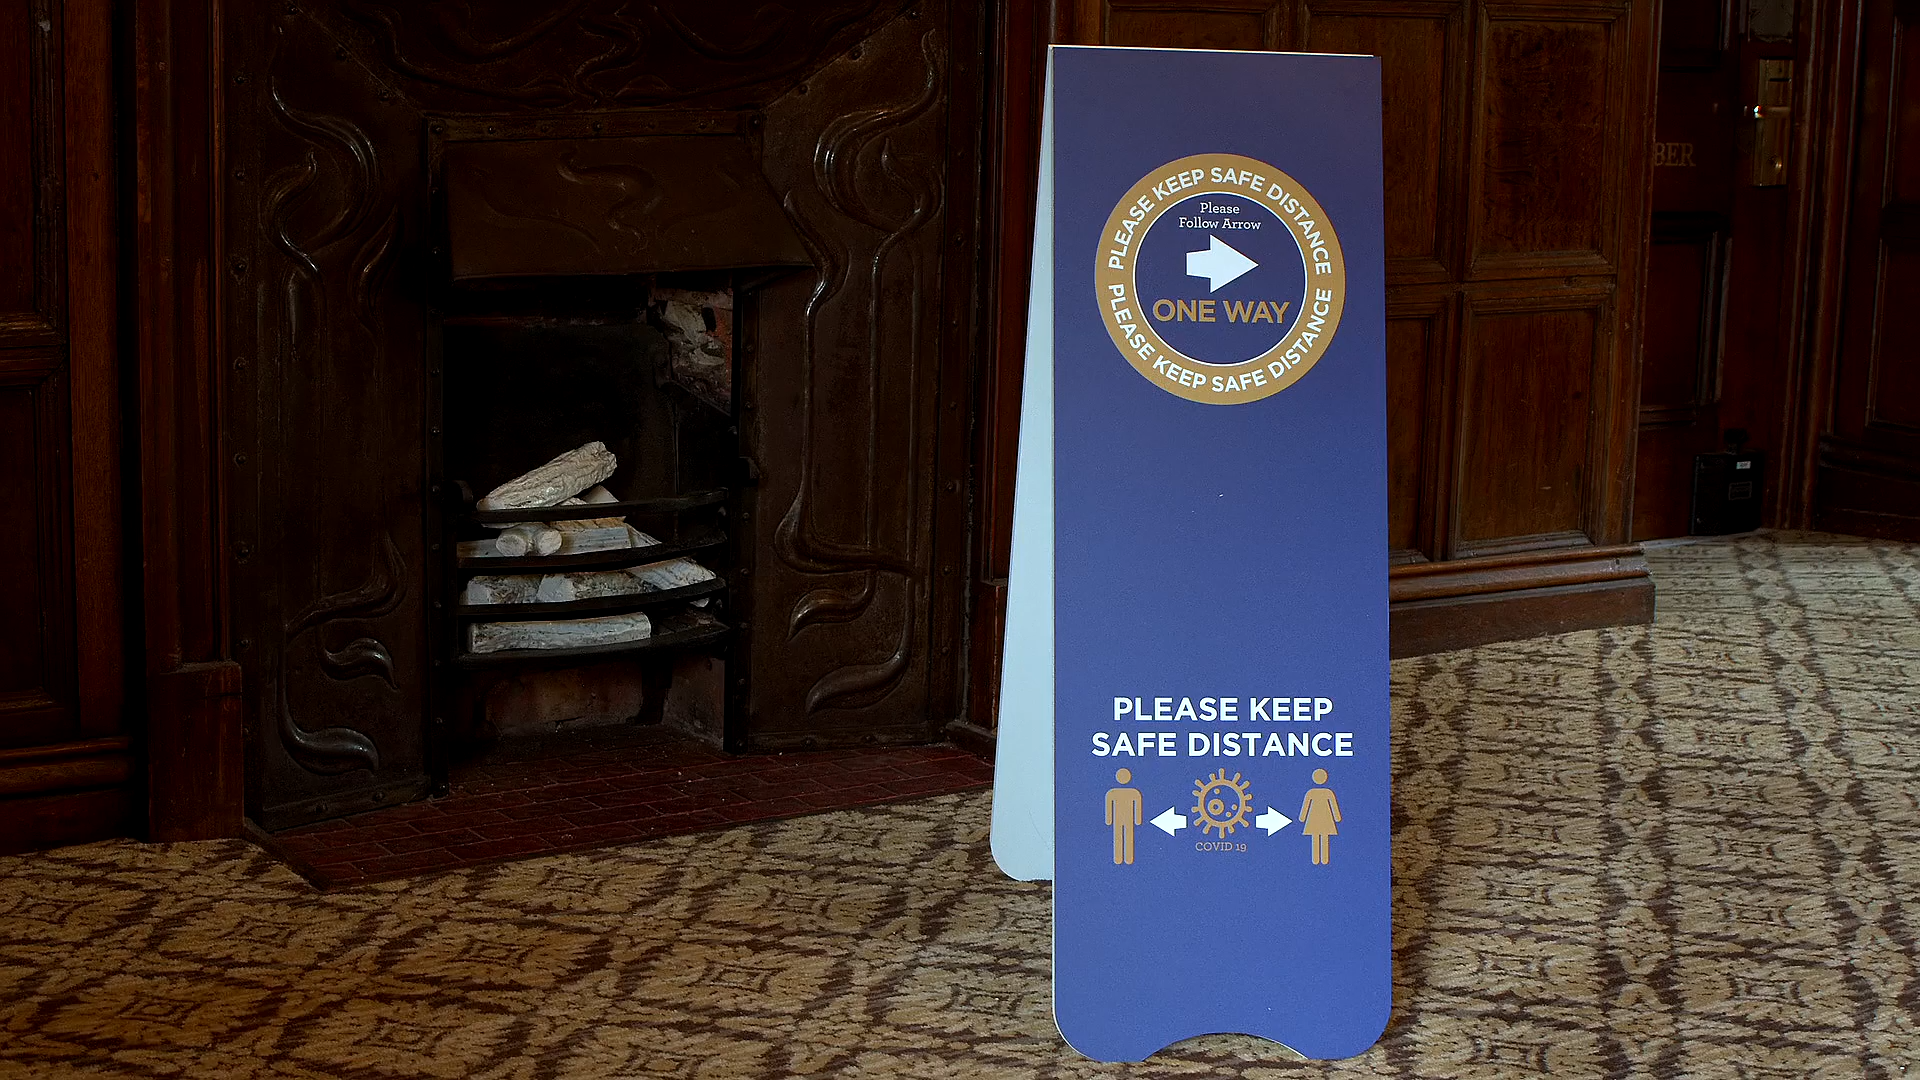 PLEASE KEEP SAFE DISTANCE
Please
Follow Arrow
ONE WAY
PLEASE KEEP SAFE DISTANCE
PLEASE KEEP
SAFE DISTANCE
COVID 19